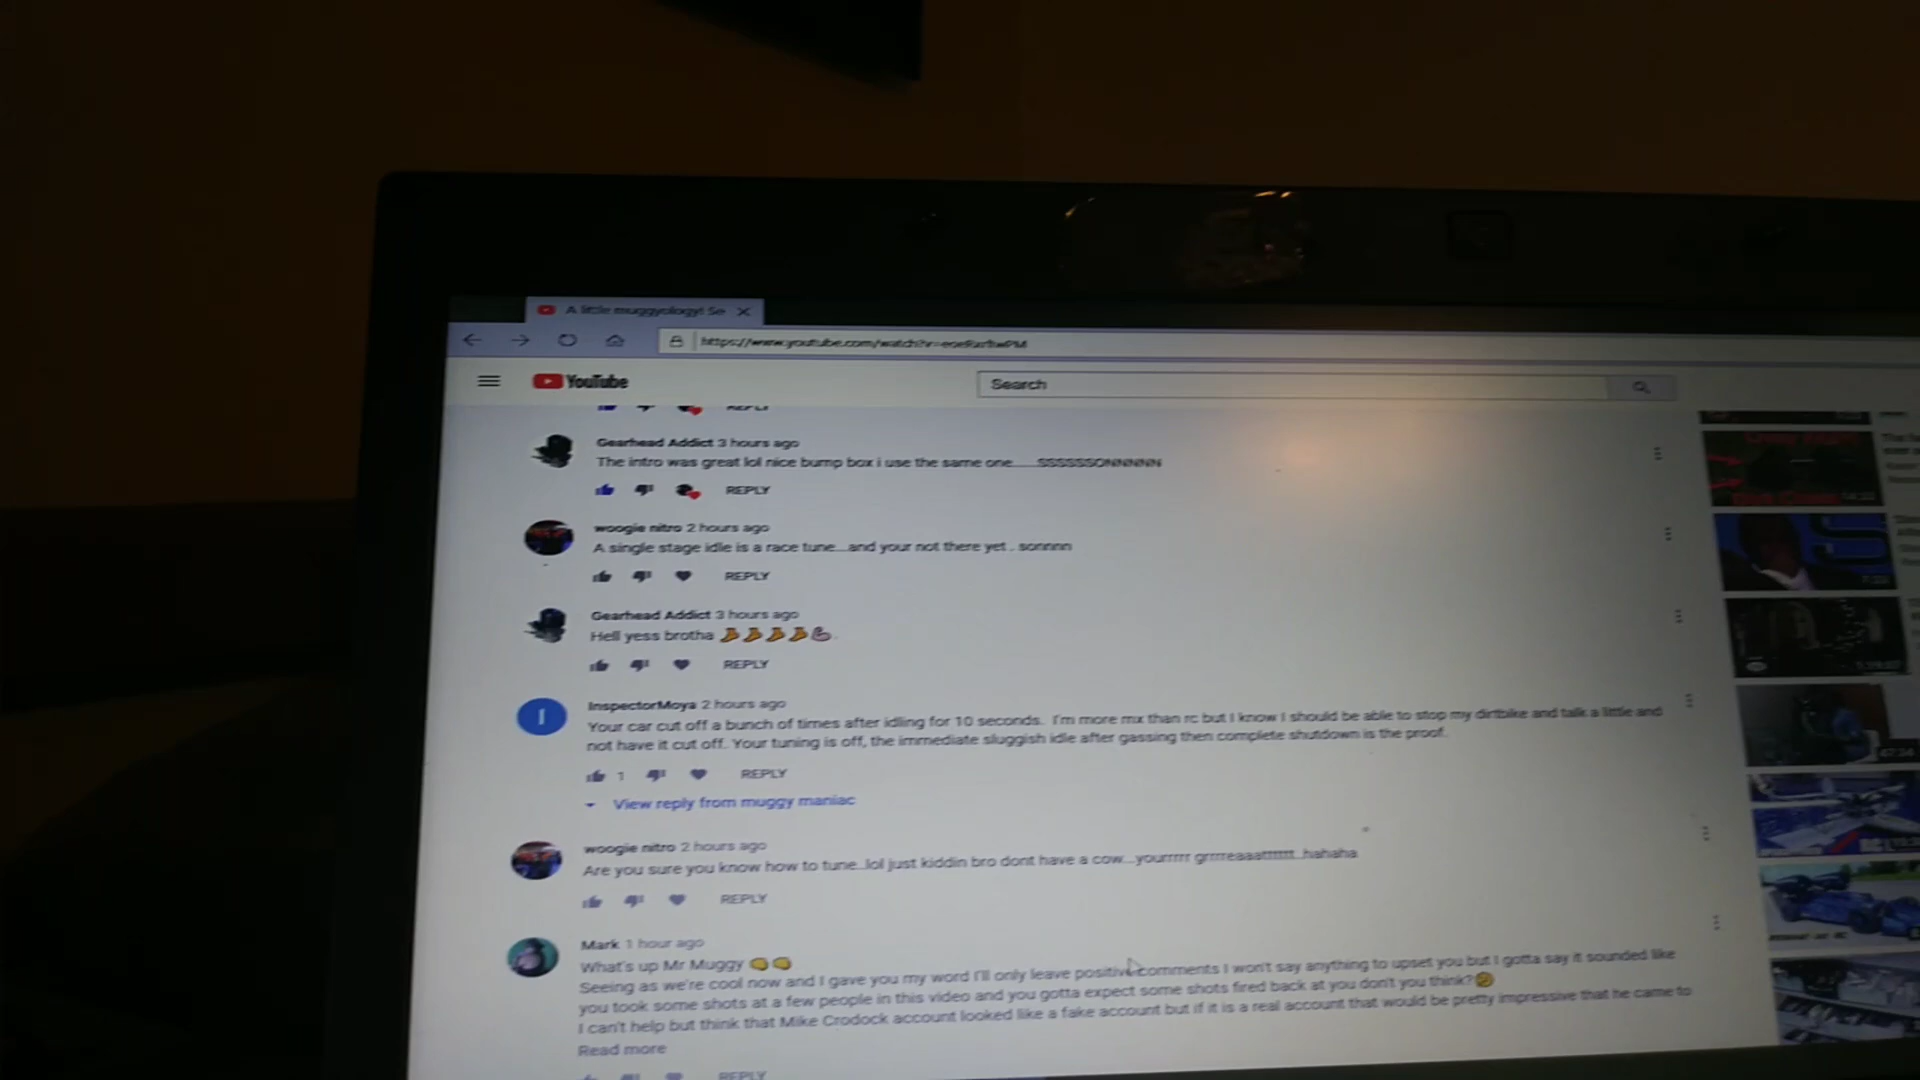 A little muggyology! Se
YouTube
Search
REPLY
Gearhead Addict 3 hours ago
The intro was great lol nice bump box i use the same one......SSSSSSONNNNN
REPLY
woogie nitro 2 hours ago
A single stage idle is a race tune...and your not there yet . sonnnn
REPLY
Gearhead Addict 3 hours ago
Hell yess brotha
REPLY
I
InspectorMoya 2 hours ago
Your car cut off a bunch of times after idling for 10 seconds. I'm more mx than rc but I know I should be able to stop my dirtbike and talk a little and
not have it cut off. Your tuning is off, the immediate sluggish idle after gassing then complete shutdown is the proof.
1 REPLY
View reply from muggy maniac
woogie nitro 2 hours ago
Are you sure you know how to tune..lol just kiddin bro dont have a cow...yourrrrr grrrreaaattttt..hahaha
REPLY
Mark 1 hour ago
What's up Mr Muggy
Seeing as we're cool now and I gave you my word I'll only leave positive comments I won't say anything to upset you but I gotta say it sounded like
you took some shots at a few people in this video and you gotta expect some shots fired back at you don't you think?
I can't help but think that Mike Crodock account looked like a fake account but if it is a real account that would be pretty impressive that he came to
Read more
REPLY